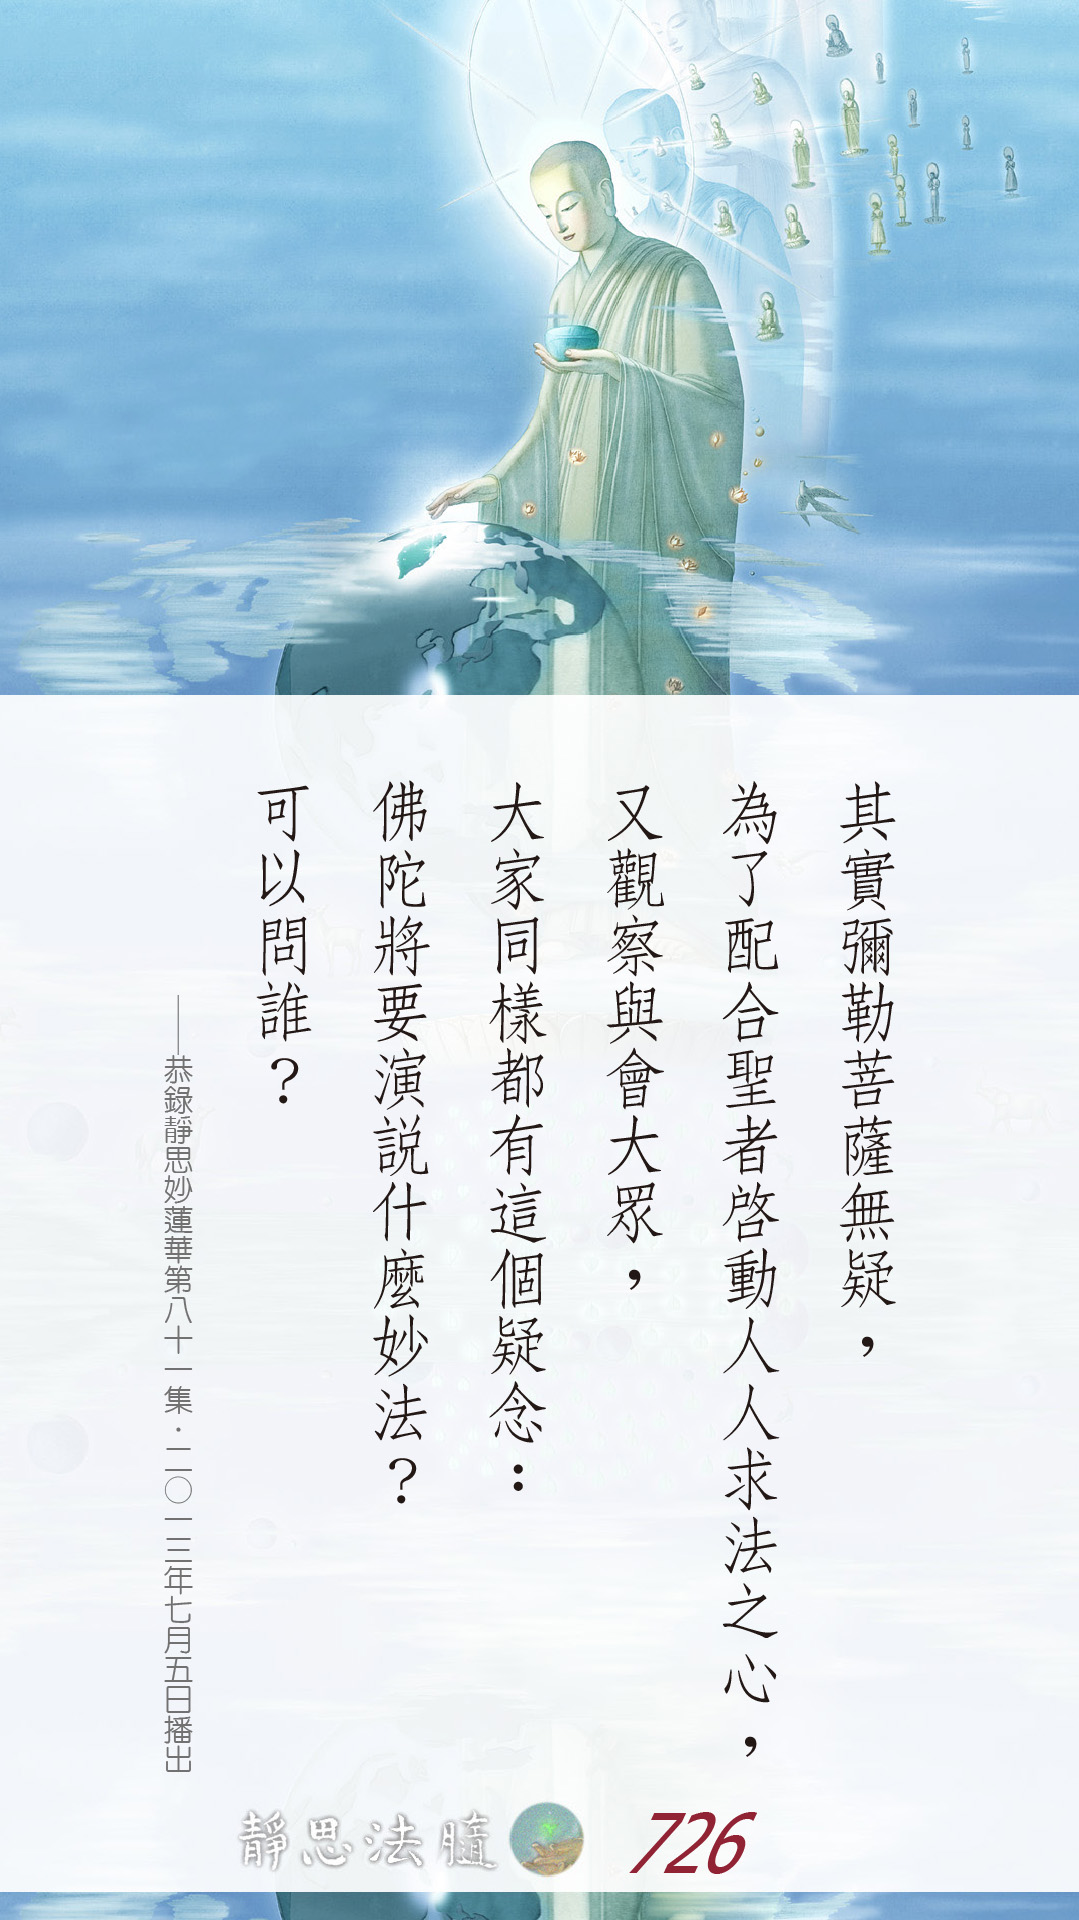 其實彌勒菩薩無疑，
為了配合聖者啓動人人求法之心，
又觀察與會大眾，
大家同樣都有這個疑念：
佛陀將要演説什麼妙法？
可以問誰？
——恭錄靜思妙蓮華第八十一集．二〇一三年七月五日播出
靜思法髓
726